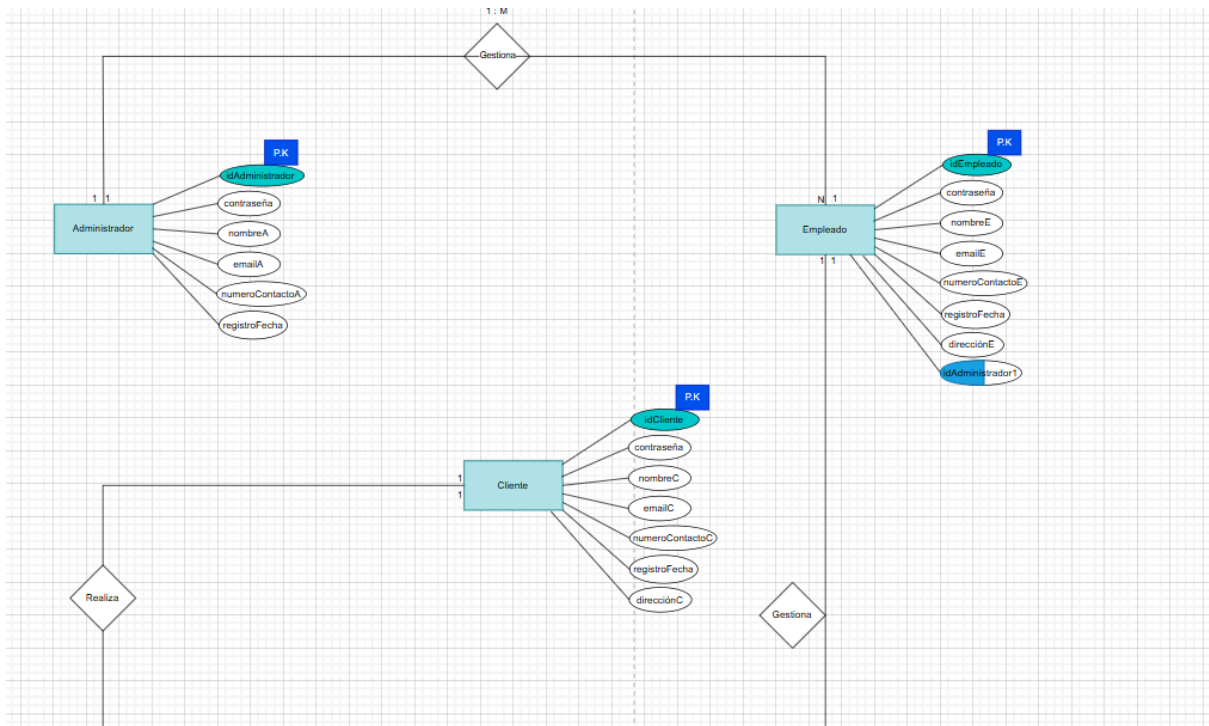 1 : M
Gestiona
P.K
idAdministrador
contraseña
nombreA
emailA
numeroContactoA
registroFecha
1 1
Administrador
P.K
idEmpleado
contraseña
nombreE
emailE
numeroContactoE
registroFecha
direcciónE
idAdministrador1
N 1
Empleado
1 1
P.K
idCliente
contraseña
nombreC
emailC
numeroContactoC
registroFecha
direcciónC
1
Cliente
1
Realiza
Gestiona